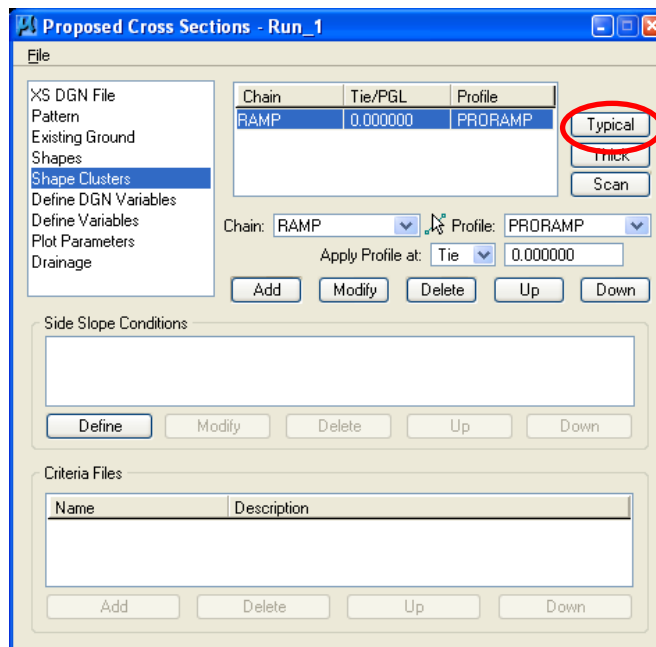 Proposed Cross Sections - Run_1
File
XS DGN File
Pattern
Existing Ground
Shapes
Shape Clusters
Define DGN Variables
Define Variables
Plot Parameters
Drainage
Chain Tie/PGL Profile
RAMP 0.000000 PRORAMP
Typical
Thick
Scan
Chain: RAMP Profile: PRORAMP
Apply Profile at: Tie 0.000000
Add Modify Delete Up Down
Side Slope Conditions
Define Modify Delete Up Down
Criteria Files
Name Description
Add Delete Up Down